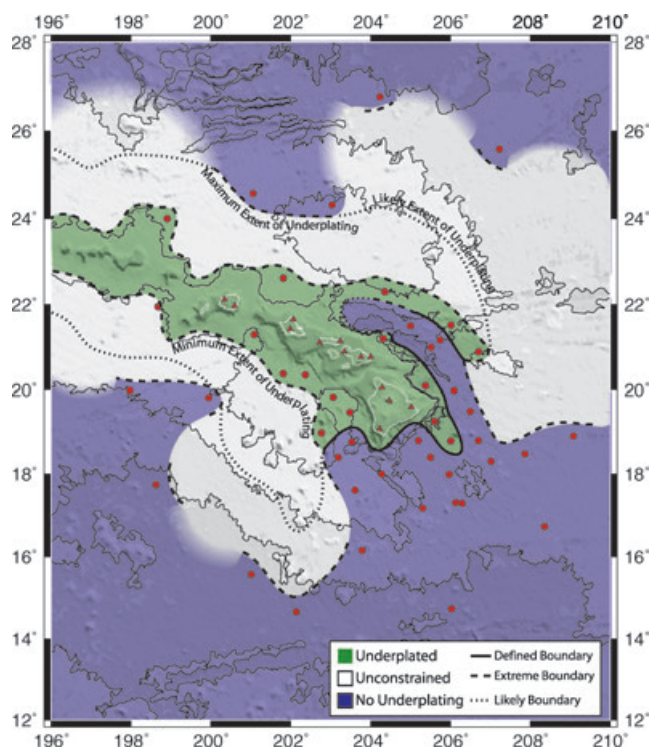 196° 198° 200° 202° 204° 206° 208° 210°
28° 28°
26° 26°
24° 24°
22° 22°
20° 20°
18° 18°
16° 16°
14° 14°
12° 12°
Maximum Extent of Underplating
Likely Extent of Underplating
Minimum Extent of Underplating
Underplated
Unconstrained
No Underplating
Defined Boundary
Extreme Boundary
Likely Boundary
196° 198° 200° 202° 204° 206° 208° 210°